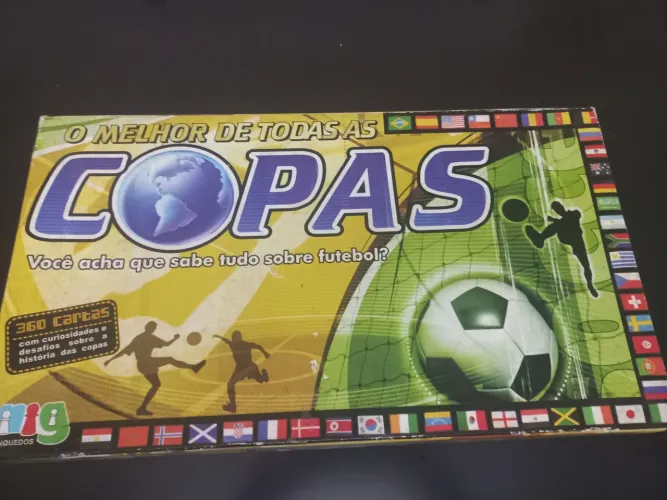 O MELHOR DE TODAS AS
COPAS
Você acha que sabe tudo sobre futebol?
360 cartas
com curiosidades e
desafios sobre a
história das copas
nig
INQUEDOS